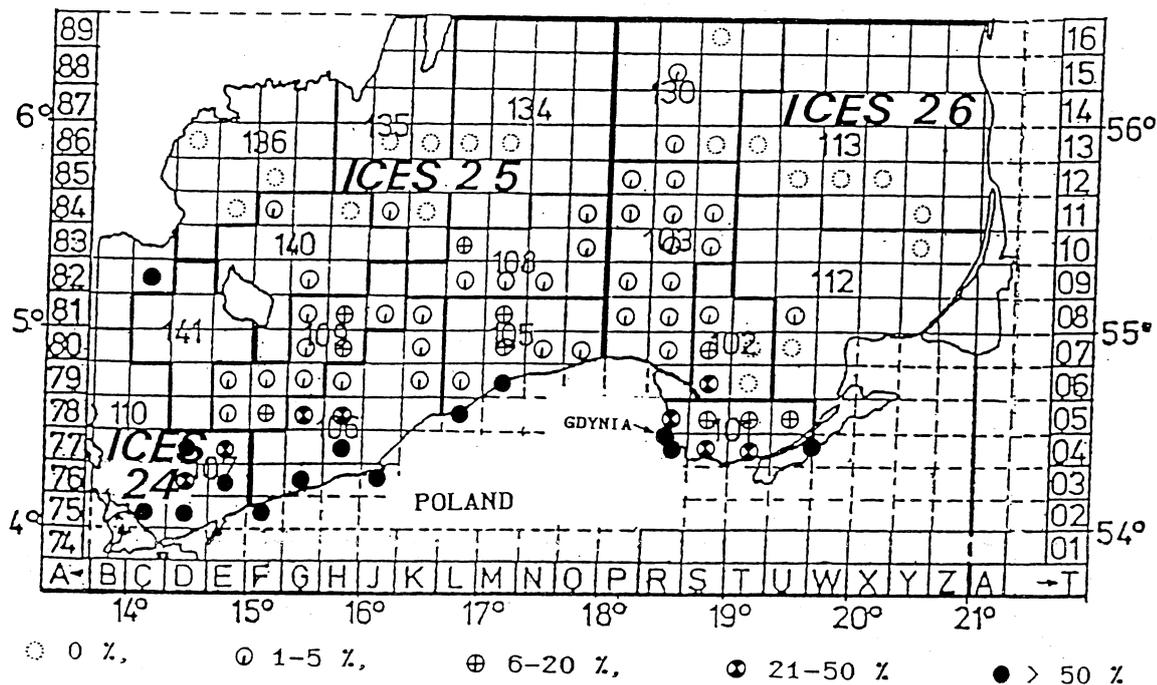 89 16
88 15
130
87 134 ICES 26 14
6° 56°
86 136 35 113 13
85 ICES 25 12
84 11
83 140 103 10
82 108 112 09
81 08
5° 141 109 105 102 55°
80 07
79 06
78 110 106 05
GDYNIA
77 ICES 04
76 24 07 03
POLAND
75 02
4° 54°
74 01
A B C D E F G H J K L M N O P R S T U W X Y Z A → T
14° 15° 16° 17° 18° 19° 20° 21°
0 %, 1-5 %, 6-20 %, 21-50 % > 50 %